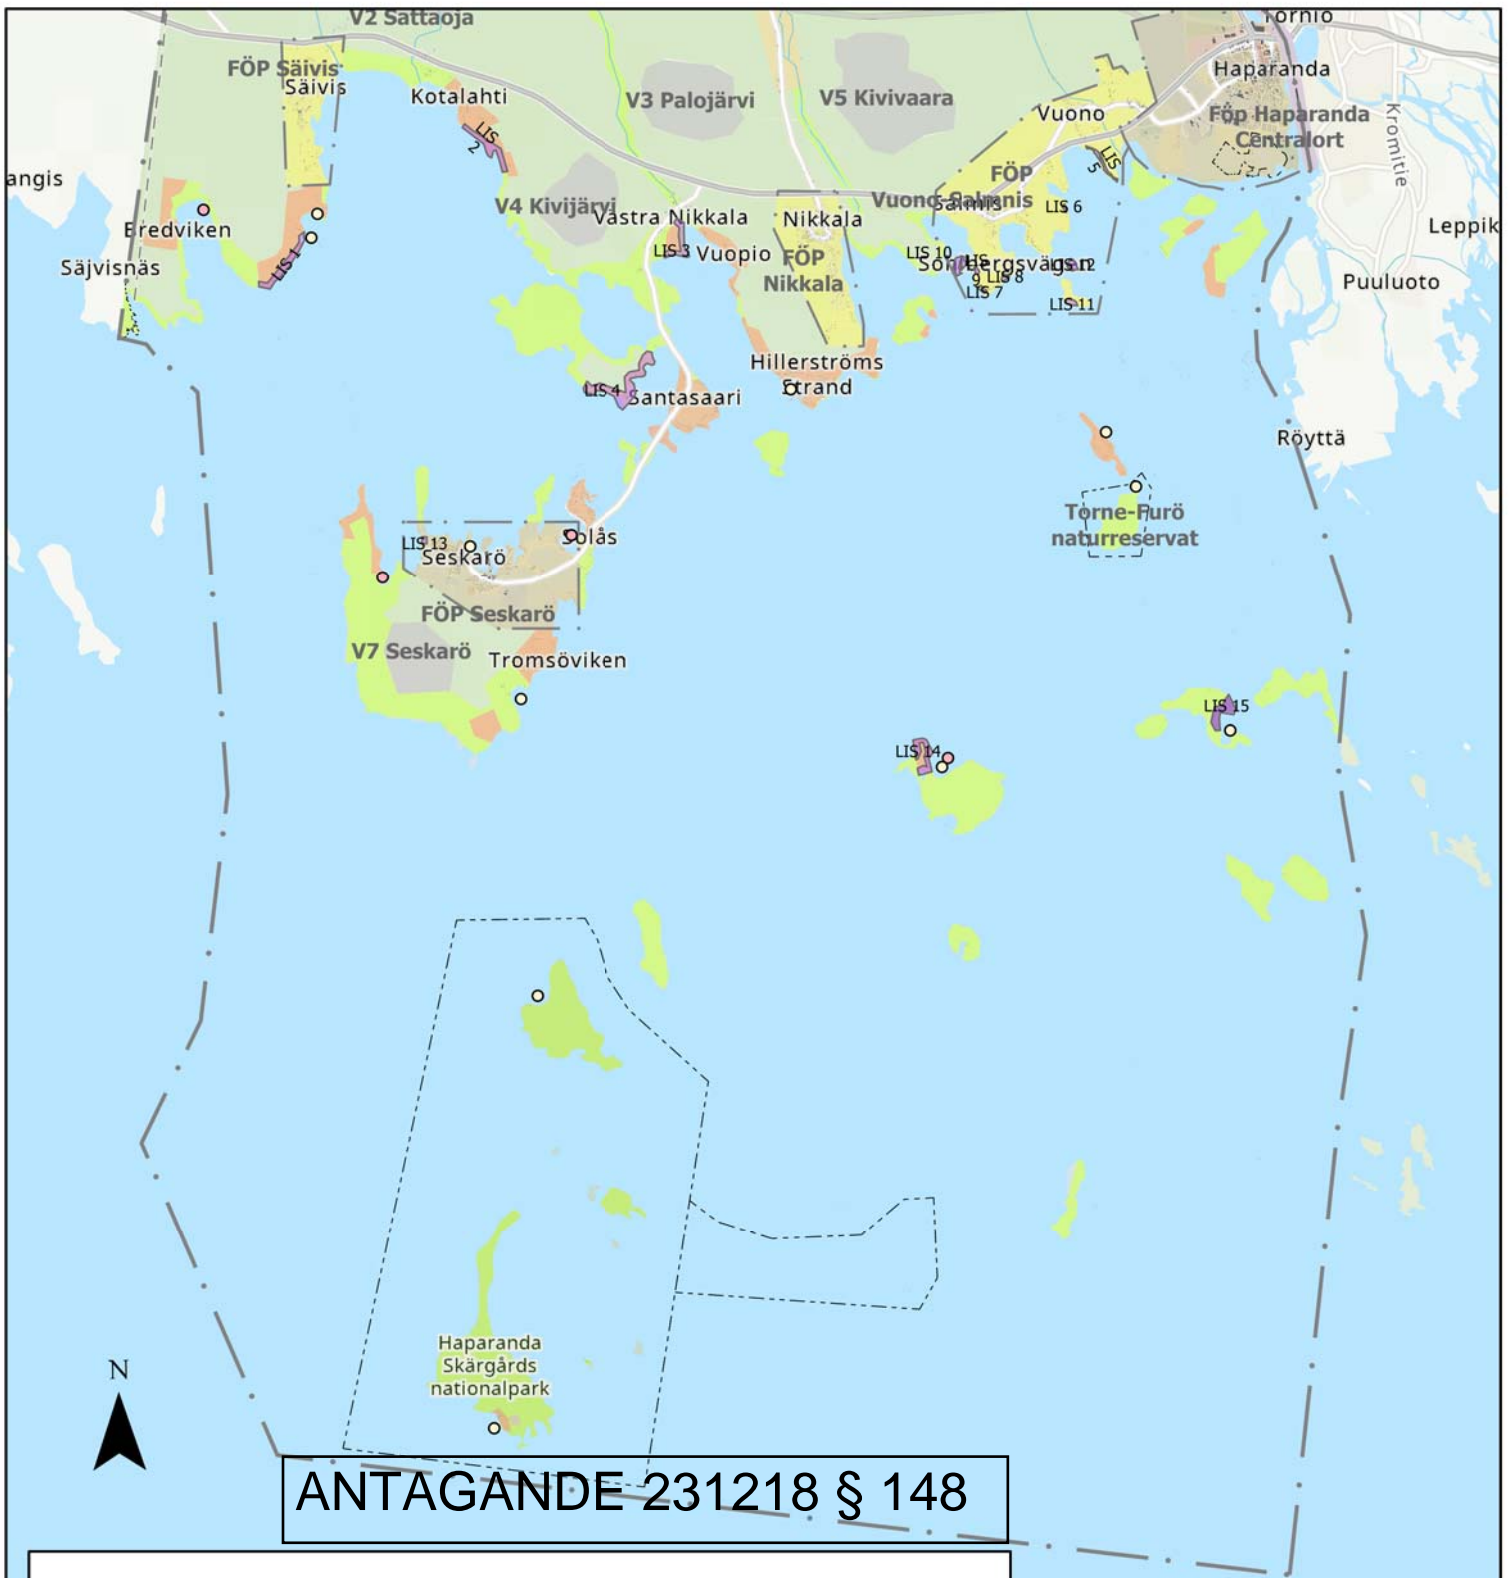 V2 Sattaoja
Tornio
FÖP Säivis
Säivis
Kotalahti
V3 Palojärvi
V5 Kivivaara
Haparanda
Vuono
Föp Haparanda
Centralort
Kromitie
LIS
2
LIS
5
angis
FÖP
Vuono-Salmis
Salmis
LIS 6
V4 Kivijärvi
Västra Nikkala
Nikkala
Bredviken
Leppik
LIS 3
Vuopio
FÖP
Nikkala
LIS 10
LIS
9
LIS 8
LIS 7
LIS 12
LIS 11
Säjvisnäs
LIS 1
Puuluoto
Hillerströms
Strand
LIS 4
Santasaari
Röyttä
Torne-Furö
naturreservat
LIS 13
Seskarö
Solås
FÖP Seskarö
V7 Seskarö
Tromsöviken
LIS 15
LIS 14
Haparanda
Skärgårds
nationalpark
N
ANTAGANDE 231218 § 148